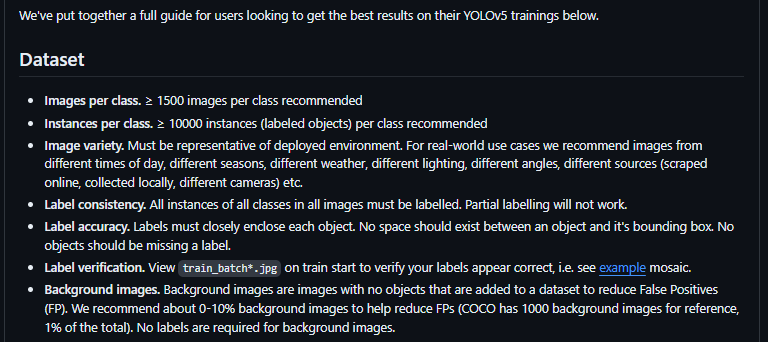 We've put together a full guide for users looking to get the best results on their YOLOv5 trainings below.
Dataset
• Images per class. ≥ 1500 images per class recommended
• Instances per class. ≥ 10000 instances (labeled objects) per class recommended
• Image variety. Must be representative of deployed environment. For real-world use cases we recommend images from
different times of day, different seasons, different weather, different lighting, different angles, different sources (scraped
online, collected locally, different cameras) etc.
• Label consistency. All instances of all classes in all images must be labelled. Partial labelling will not work.
• Label accuracy. Labels must closely enclose each object. No space should exist between an object and it's bounding box. No
objects should be missing a label.
• Label verification. View train_batch*.jpg on train start to verify your labels appear correct, i.e. see example mosaic.
• Background images. Background images are images with no objects that are added to a dataset to reduce False Positives
(FP). We recommend about 0-10% background images to help reduce FPs (COCO has 1000 background images for reference,
1% of the total). No labels are required for background images.